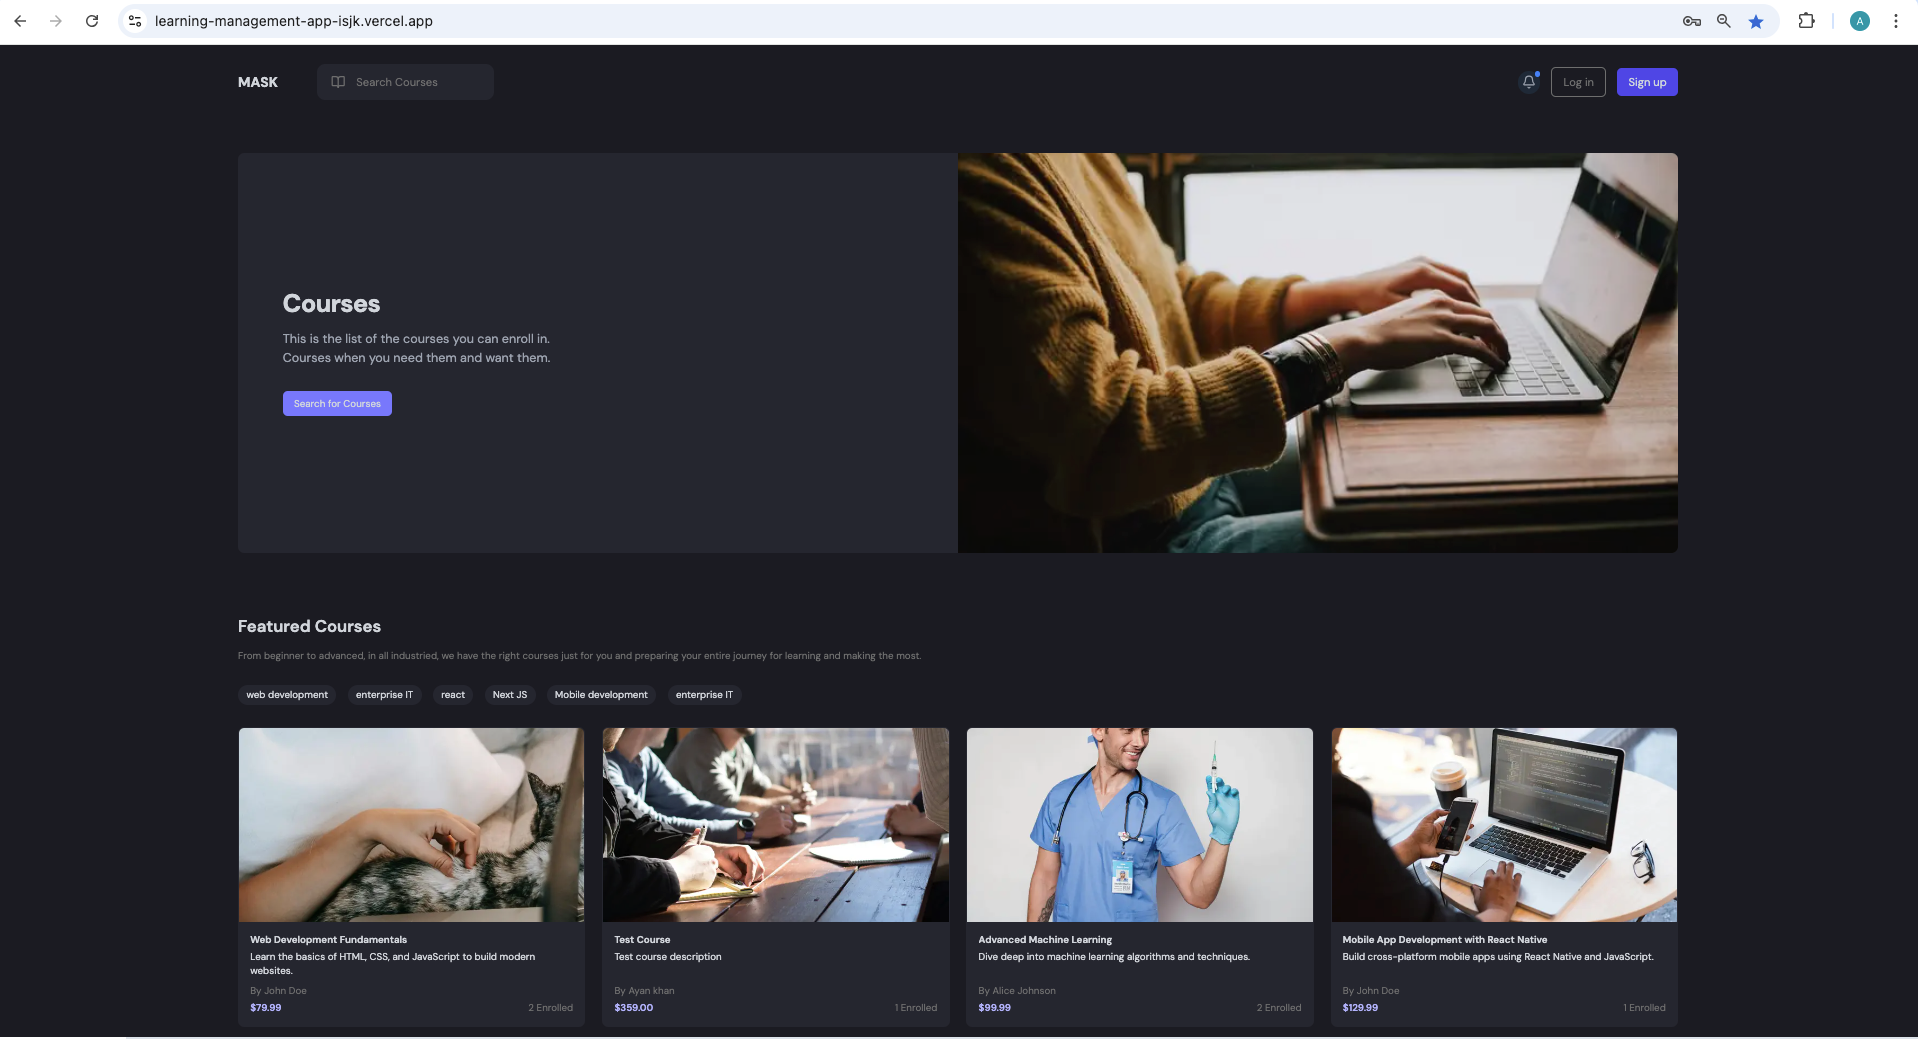 learning-management-app-isjk.vercel.app
A
MASK
Search Courses
Log in
Sign up
Courses
This is the list of the courses you can enroll in.
Courses when you need them and want them.
Search for Courses
Featured Courses
From beginner to advanced, in all industried, we have the right courses just for you and preparing your entire journey for learning and making the most.
web development
enterprise IT
react
Next JS
Mobile development
enterprise IT
Web Development Fundamentals
Learn the basics of HTML, CSS, and JavaScript to build modern
websites.
By John Doe
$79.99
2 Enrolled
Test Course
Test course description
By Ayan khan
$359.00
1 Enrolled
Advanced Machine Learning
Dive deep into machine learning algorithms and techniques.
By Alice Johnson
$99.99
2 Enrolled
Mobile App Development with React Native
Build cross-platform mobile apps using React Native and JavaScript.
By John Doe
$129.99
1 Enrolled